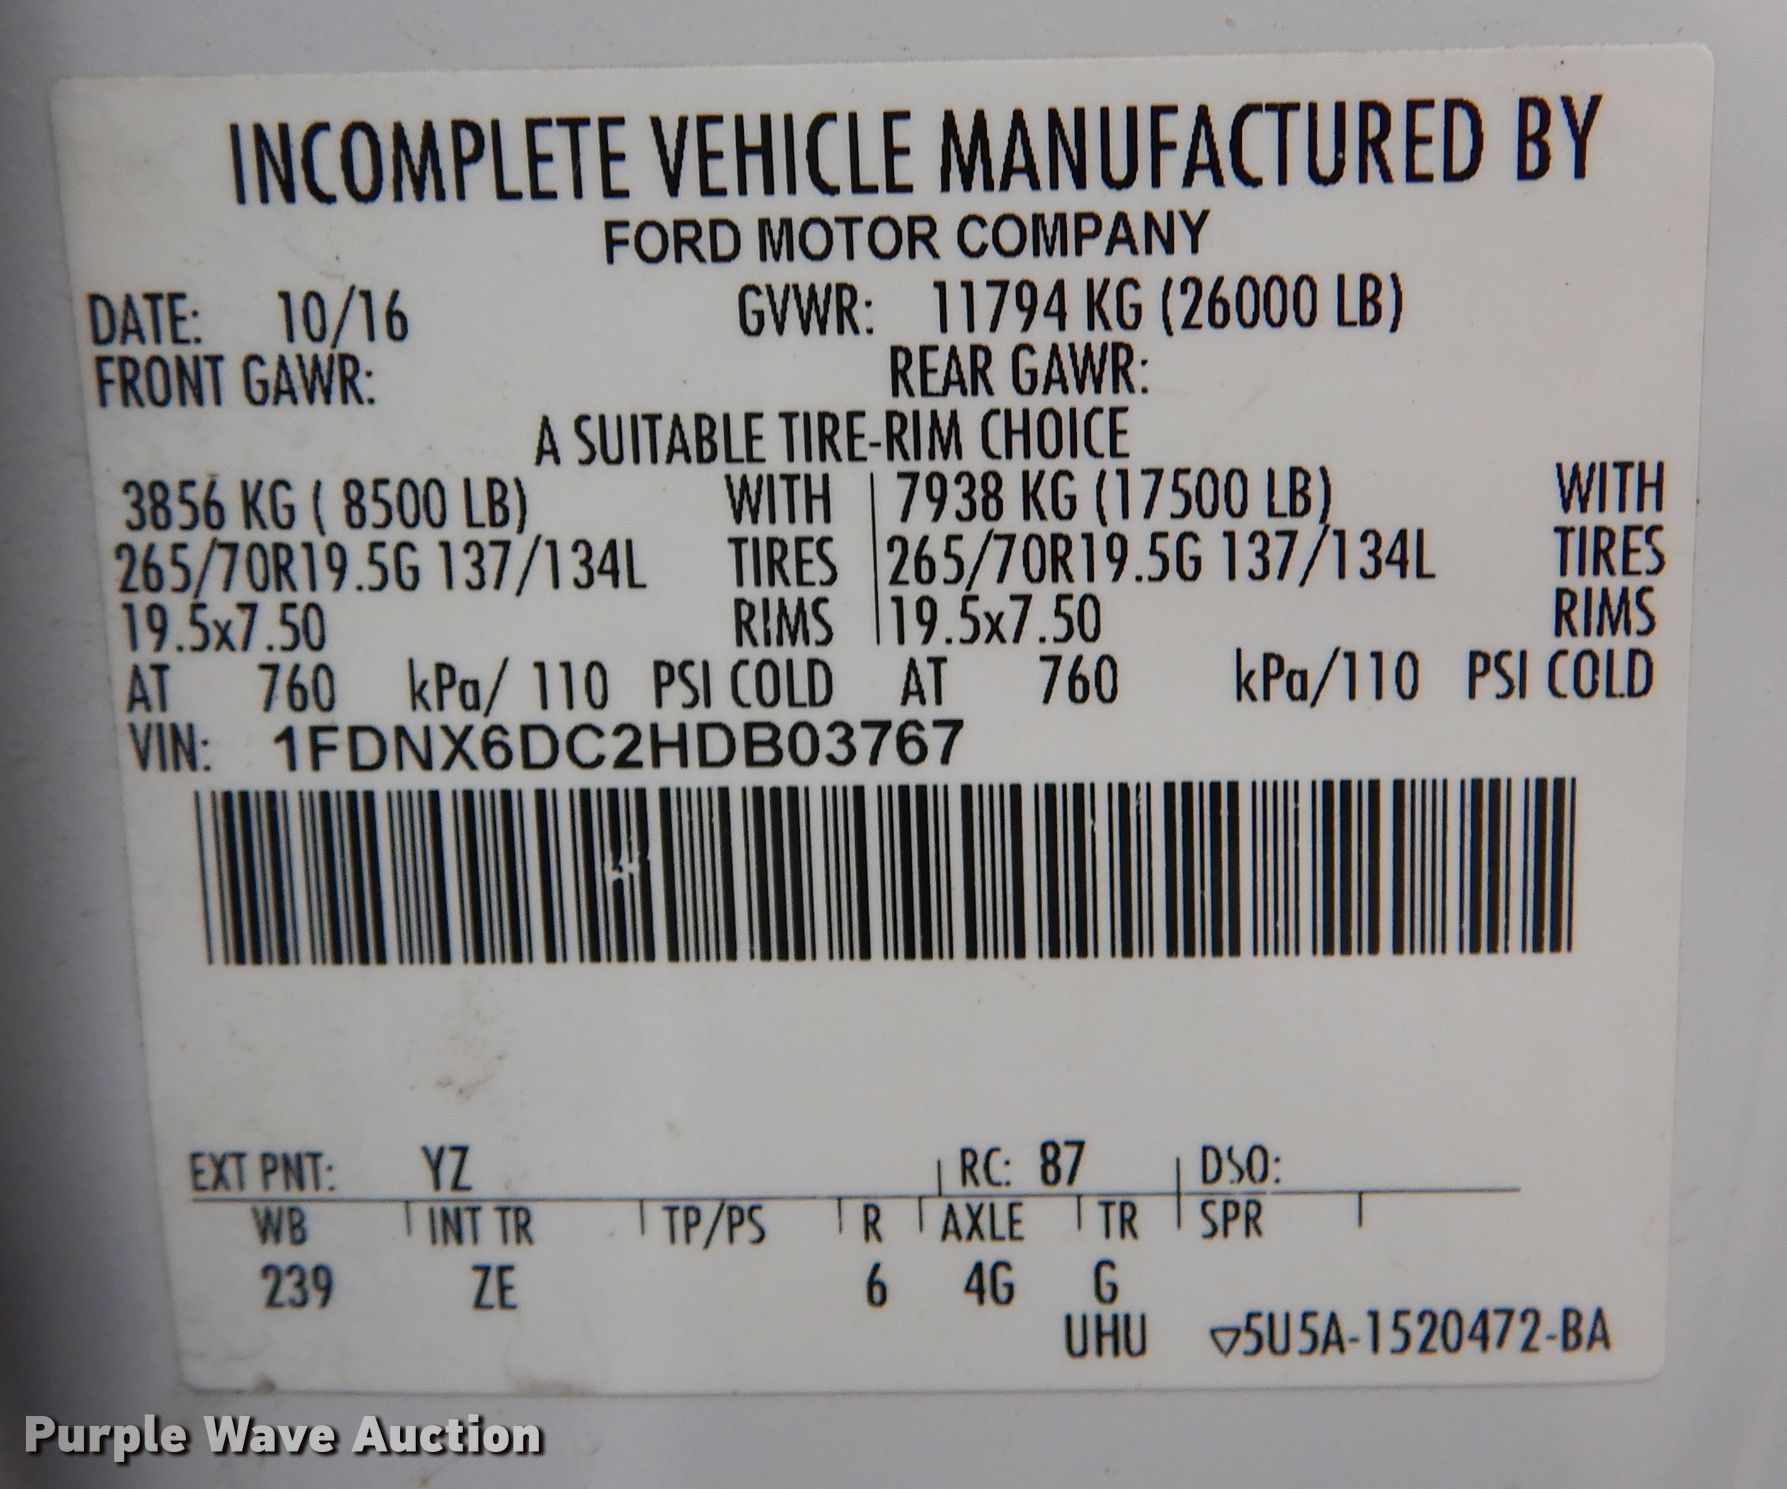 INCOMPLETE VEHICLE MANUFACTURED BY
FORD MOTOR COMPANY
DATE: 10/16 GVWR: 11794 KG (26000 LB)
FRONT GAWR: REAR GAWR:
A SUITABLE TIRE-RIM CHOICE
3856 KG ( 8500 LB) WITH 7938 KG (17500 LB) WITH
265/70R19.5G 137/134L TIRES 265/70R19.5G 137/134L TIRES
19.5x7.50 RIMS 19.5x7.50 RIMS
AT 760 kPa/ 110 PSI COLD AT 760 kPa/110 PSI COLD
VIN: 1FDNX6DC2HDB03767
EXT PNT: YZ RC: 87 DSO:
WB INT TR TP/PS R AXLE TR SPR
239 ZE 6 4G G
UHU ▽5U5A-1520472-BA
Purple Wave Auction